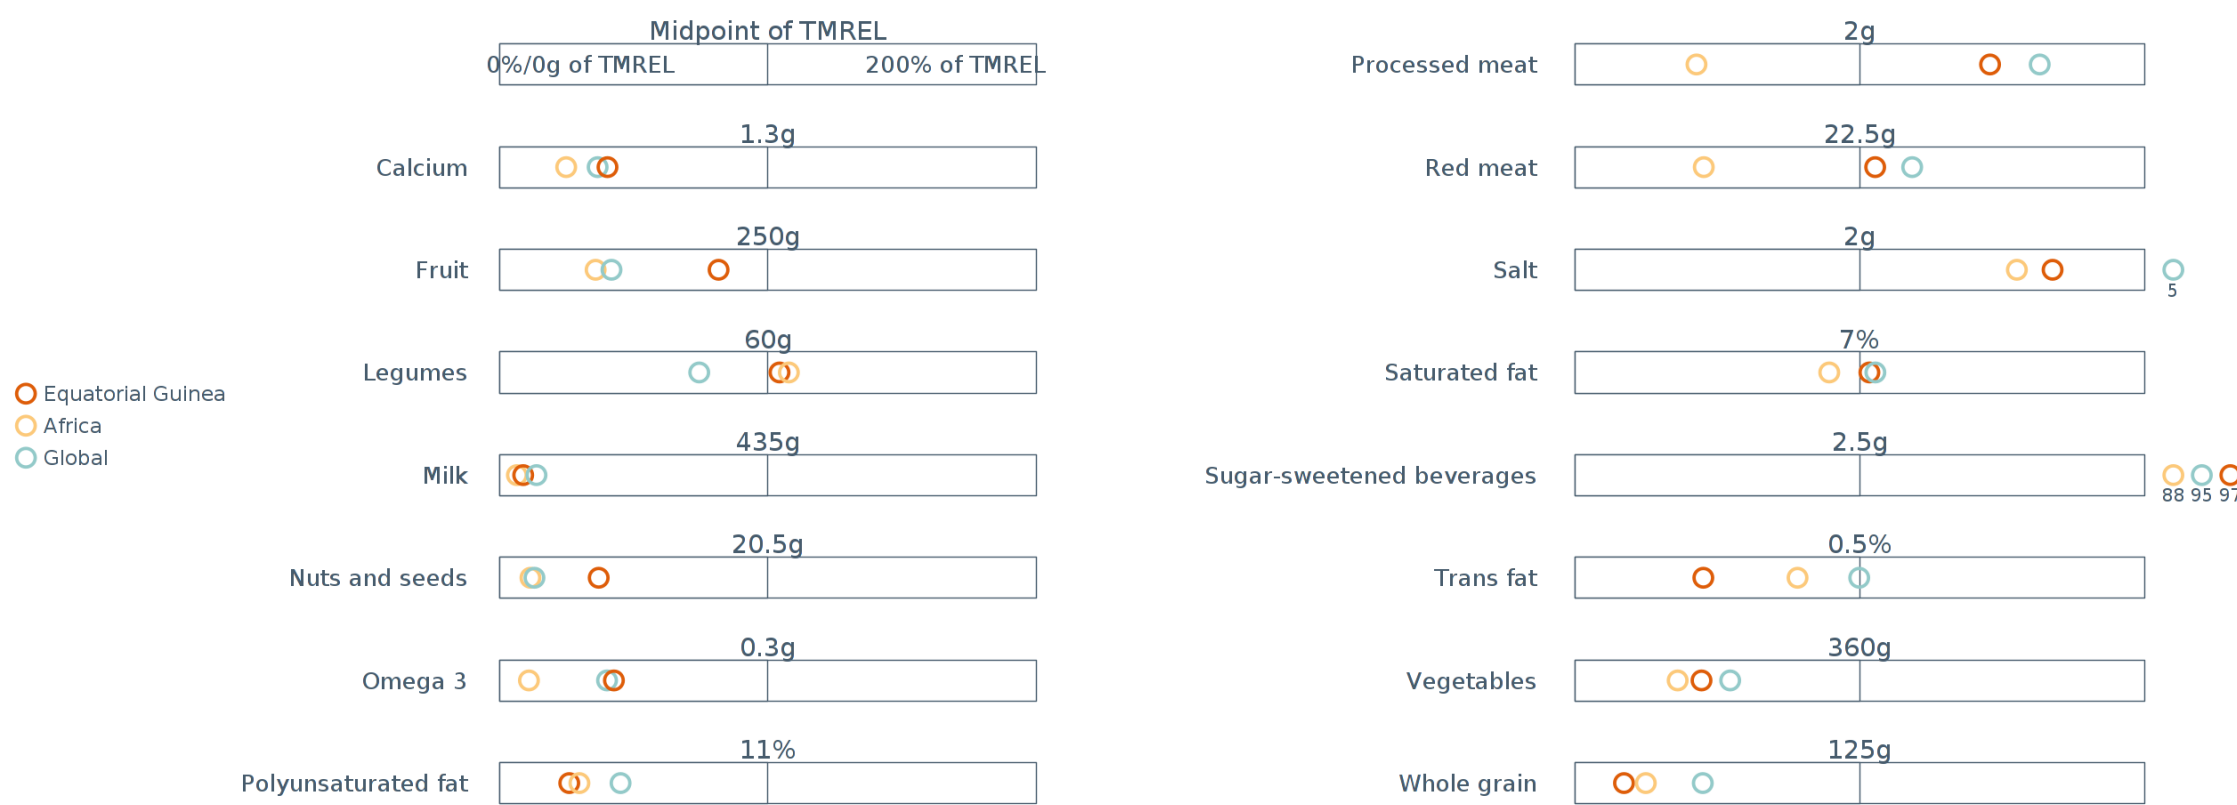 Midpoint of TMREL
0%/0g of TMREL
200% of TMREL
1.3g
Calcium
250g
Fruit
60g
Legumes
435g
Milk
20.5g
Nuts and seeds
0.3g
Omega 3
11%
Polyunsaturated fat
Equatorial Guinea
Africa
Global
2g
Processed meat
22.5g
Red meat
2g
Salt
5
7%
Saturated fat
2.5g
Sugar-sweetened beverages
88 95 97
0.5%
Trans fat
360g
Vegetables
125g
Whole grain